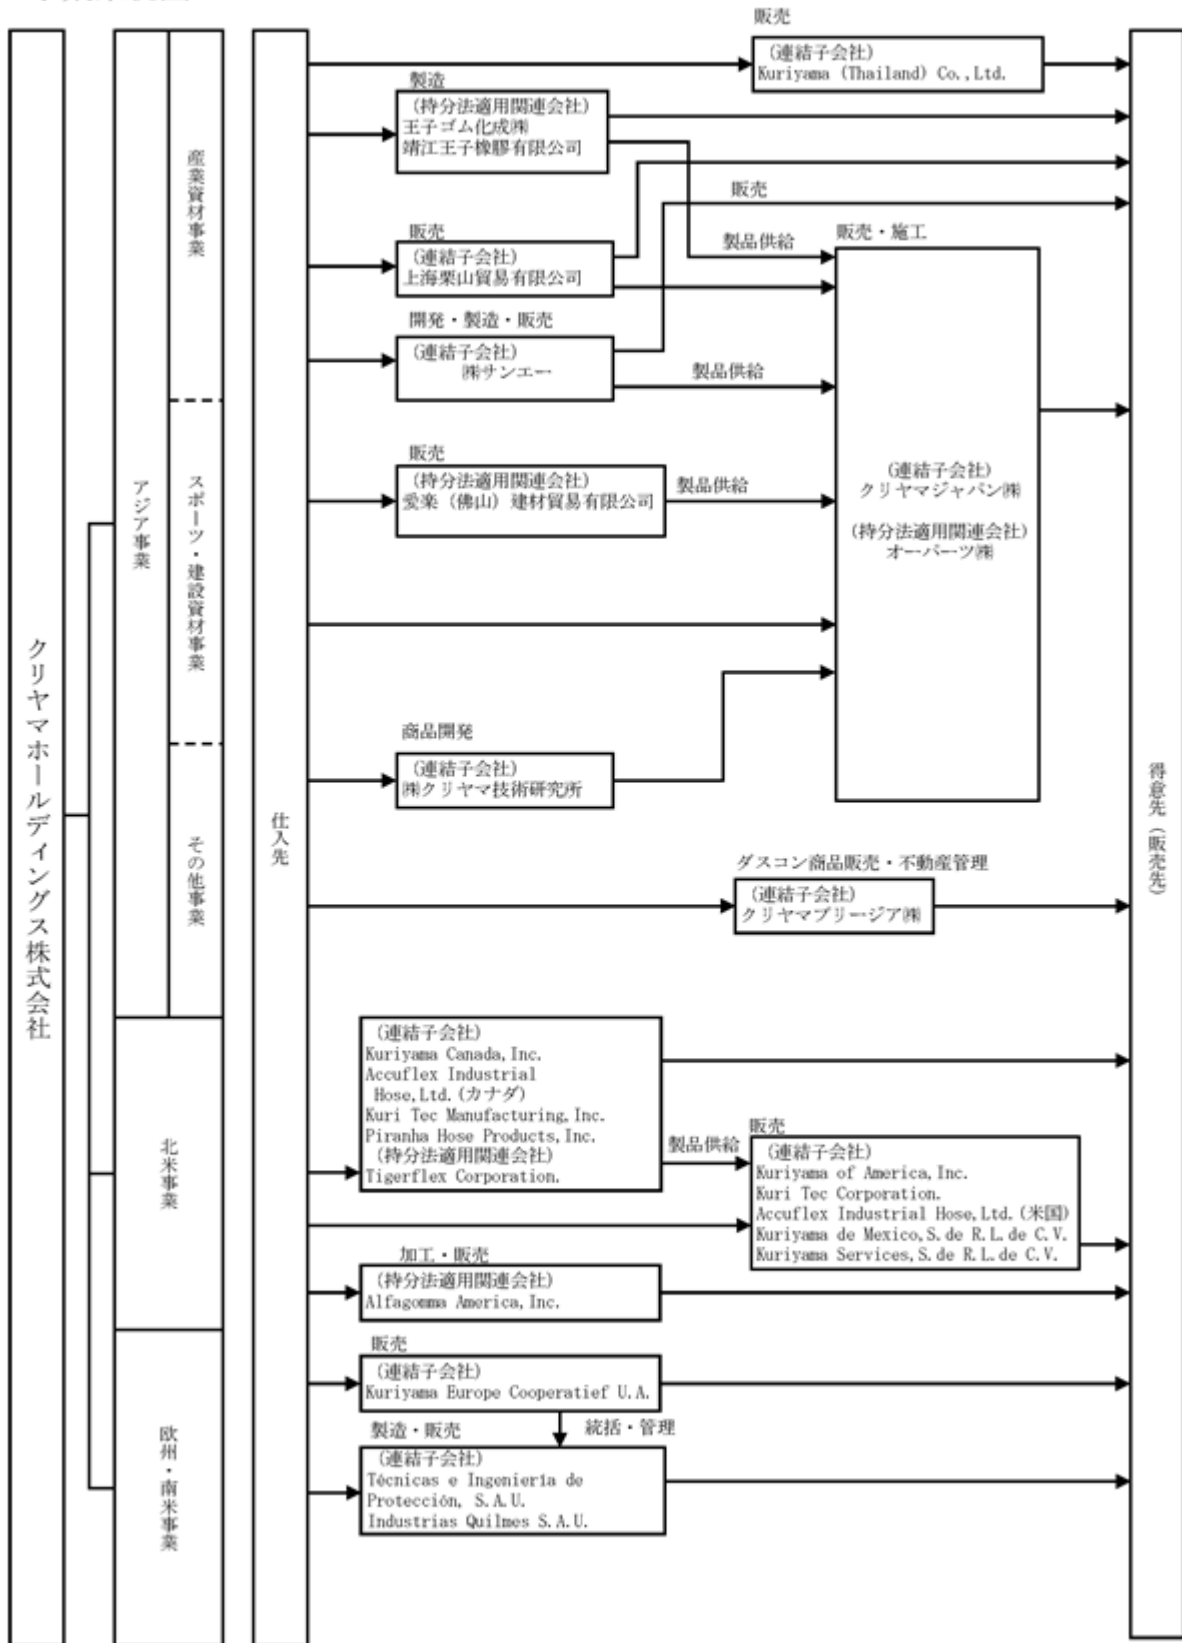 クリヤマホールディングス株式会社
アジア事業
産業資材事業
スポーツ・建設資材事業
その他事業
北米事業
欧州・南米事業
仕入先
販売
(連結子会社)
Kuriyama (Thailand) Co.,Ltd.
製造
(持分法適用関連会社)
王子ゴム化成㈱
靖江王子橡膠有限公司
販売
販売
(連結子会社)
上海栗山貿易有限公司
製品供給
販売・施工
開発・製造・販売
(連結子会社)
㈱サンエー
製品供給
販売
(持分法適用関連会社)
愛楽(佛山)建材貿易有限公司
製品供給
(連結子会社)
クリヤマジャパン㈱
(持分法適用関連会社)
オーパーツ㈱
商品開発
(連結子会社)
㈱クリヤマ技術研究所
ダスコン商品販売・不動産管理
(連結子会社)
クリヤマブリージア㈱
(連結子会社)
Kuriyama Canada,Inc.
Accuflex Industrial
Hose,Ltd.(カナダ)
Kuri Tec Manufacturing,Inc.
Piranha Hose Products,Inc.
(持分法適用関連会社)
Tigerflex Corporation.
製品供給
販売
(連結子会社)
Kuriyama of America,Inc.
Kuri Tec Corporation.
Accuflex Industrial Hose,Ltd.(米国)
Kuriyama de Mexico,S.de R.L.de C.V.
Kuriyama Services,S.de R.L.de C.V.
加工・販売
(持分法適用関連会社)
Alfagomma America,Inc.
販売
(連結子会社)
Kuriyama Europe Cooperatief U.A.
統括・管理
製造・販売
(連結子会社)
Técnicas e Ingeniería de
Protección, S.A.U.
Industrias Quilmes S.A.U.
得意先(販売先)